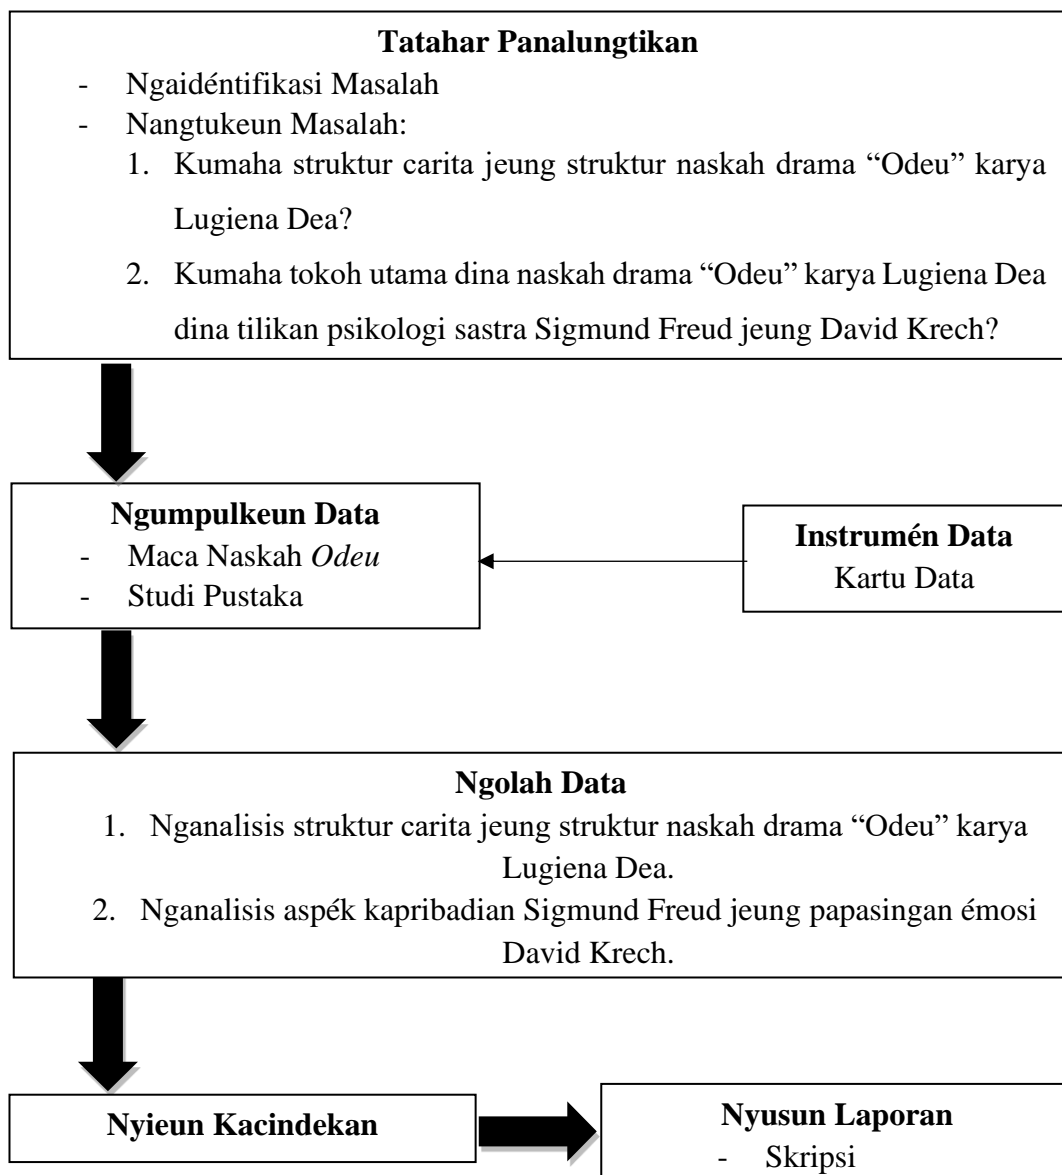 Tatahar Panalungtikan
- Ngaidéntifikasi Masalah
- Nangtukeun Masalah:
1. Kumaha struktur carita jeung struktur naskah drama “Odeu” karya
Lugiena Dea?
2. Kumaha tokoh utama dina naskah drama “Odeu” karya Lugiena Dea
dina tilikan psikologi sastra Sigmund Freud jeung David Krech?
Ngumpulkeun Data
- Maca Naskah Odeu
- Studi Pustaka
Instrumén Data
Kartu Data
Ngolah Data
1. Nganalisis struktur carita jeung struktur naskah drama “Odeu” karya
Lugiena Dea.
2. Nganalisis aspék kapribadian Sigmund Freud jeung papasingan émosi
David Krech.
Nyieun Kacindekan
Nyusun Laporan
- Skripsi